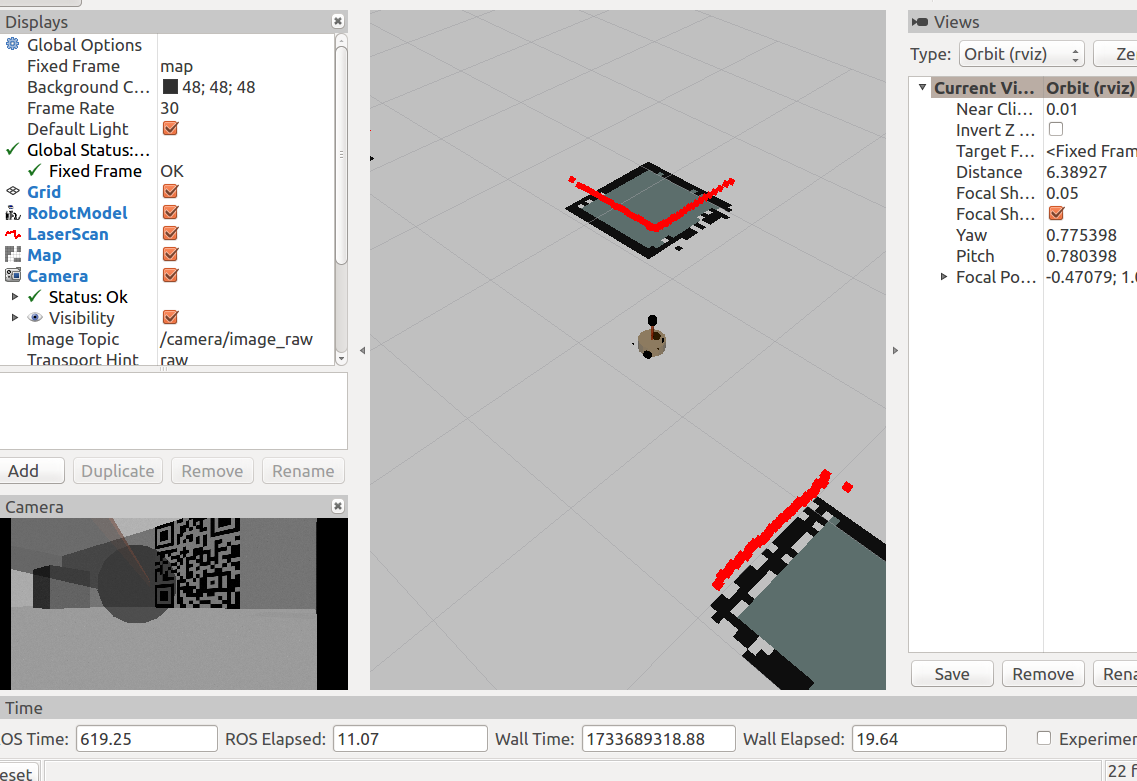 Displays
Global Options
Fixed Frame map
Background C... 48; 48; 48
Frame Rate 30
Default Light
Global Status:...
Fixed Frame OK
Grid
RobotModel
LaserScan
Map
Camera
Status: Ok
Visibility
Image Topic /camera/image_raw
Transport Hint raw
Add Duplicate Remove Rename
Camera
Views
Type: Orbit (rviz) Ze
Current Vi... Orbit (rviz)
Near Cli... 0.01
Invert Z ...
Target F... <Fixed Fram
Distance 6.38927
Focal Sh... 0.05
Focal Sh...
Yaw 0.775398
Pitch 0.780398
Focal Po... -0.47079; 1.0
Save Remove Rena
Time
OS Time: 619.25 ROS Elapsed: 11.07 Wall Time: 1733689318.88 Wall Elapsed: 19.64 Experimen
eset 22 f